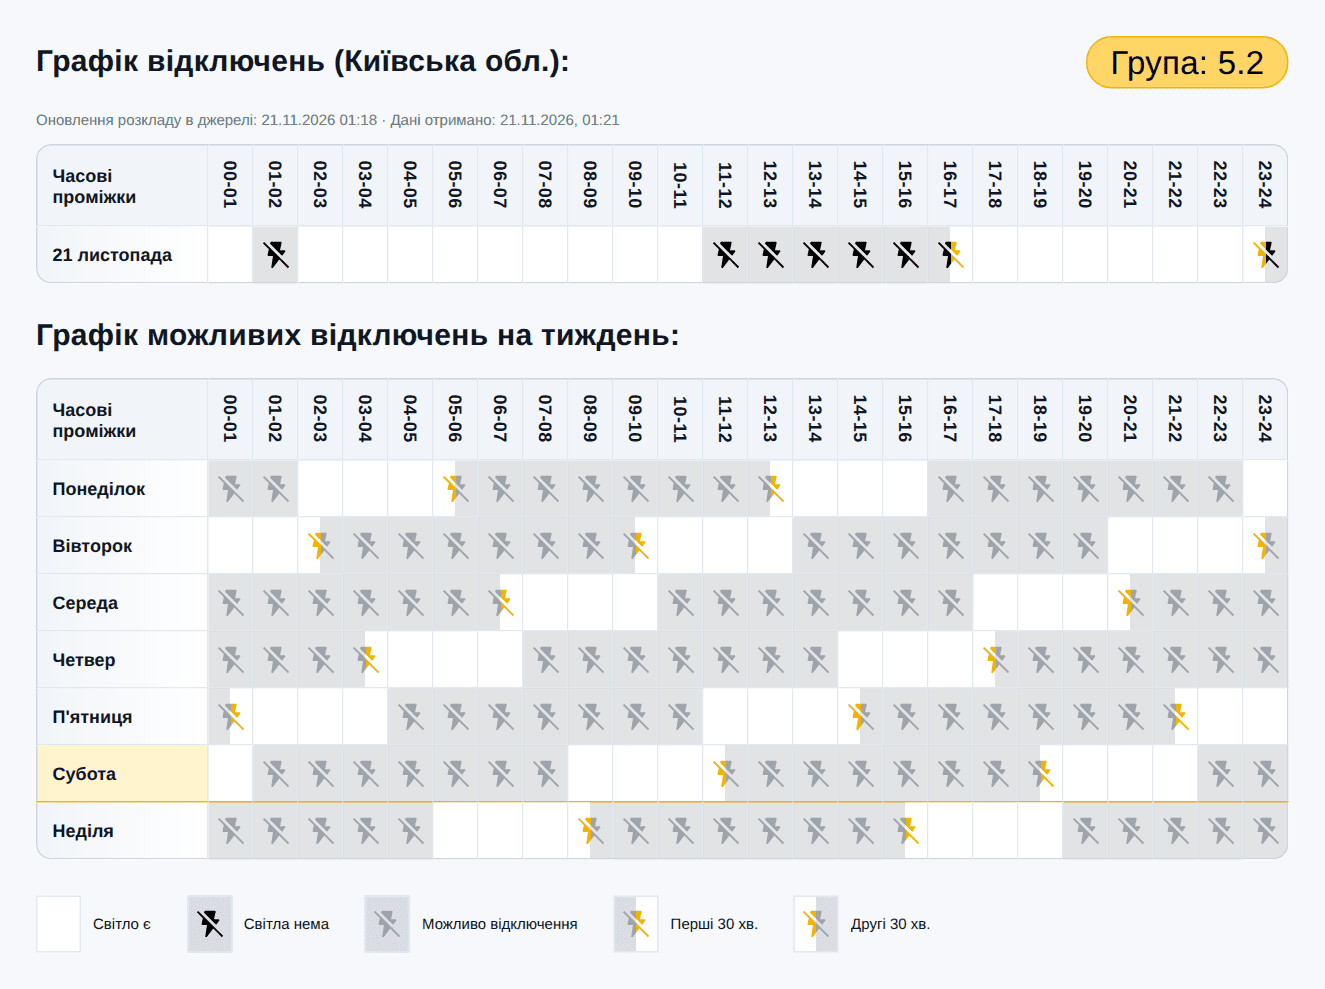 Графік відключень (Київська обл.):
Група: 5.2
Оновлення розкладу в джерелі: 21.11.2026 01:18 · Дані отримано: 21.11.2026, 01:21
Часові проміжки 00-01 01-02 02-03 03-04 04-05 05-06 06-07 07-08 08-09 09-10 10-11 11-12 12-13 13-14 14-15 15-16 16-17 17-18 18-19 19-20 20-21 21-22 22-23 23-24
21 листопада
Графік можливих відключень на тиждень:
Часові проміжки 00-01 01-02 02-03 03-04 04-05 05-06 06-07 07-08 08-09 09-10 10-11 11-12 12-13 13-14 14-15 15-16 16-17 17-18 18-19 19-20 20-21 21-22 22-23 23-24
Понеділок
Вівторок
Середа
Четвер
П'ятниця
Субота
Неділя
Світло є
Світла нема
Можливо відключення
Перші 30 хв.
Другі 30 хв.